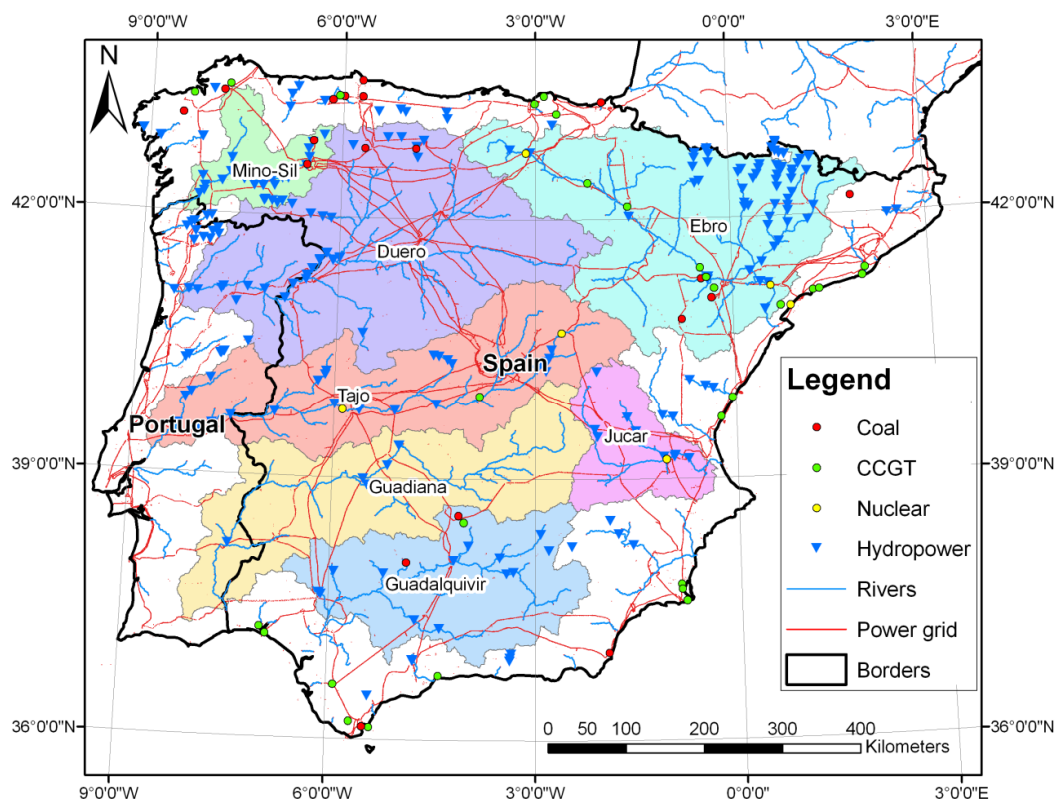 9°0'0"W 6°0'0"W 3°0'0"W 0°0'0" 3°0'0"E
N
Mino-Sil
42°0'0"N 42°0'0"N
Ebro
Duero
Spain
Tajo
Portugal
Jucar
39°0'0"N 39°0'0"N
Guadiana
Guadalquivir
Legend
Coal
CCGT
Nuclear
Hydropower
Rivers
Power grid
Borders
36°0'0"N 36°0'0"N
0 50 100 200 300 400
Kilometers
9°0'0"W 6°0'0"W 3°0'0"W 0°0'0" 3°0'0"E